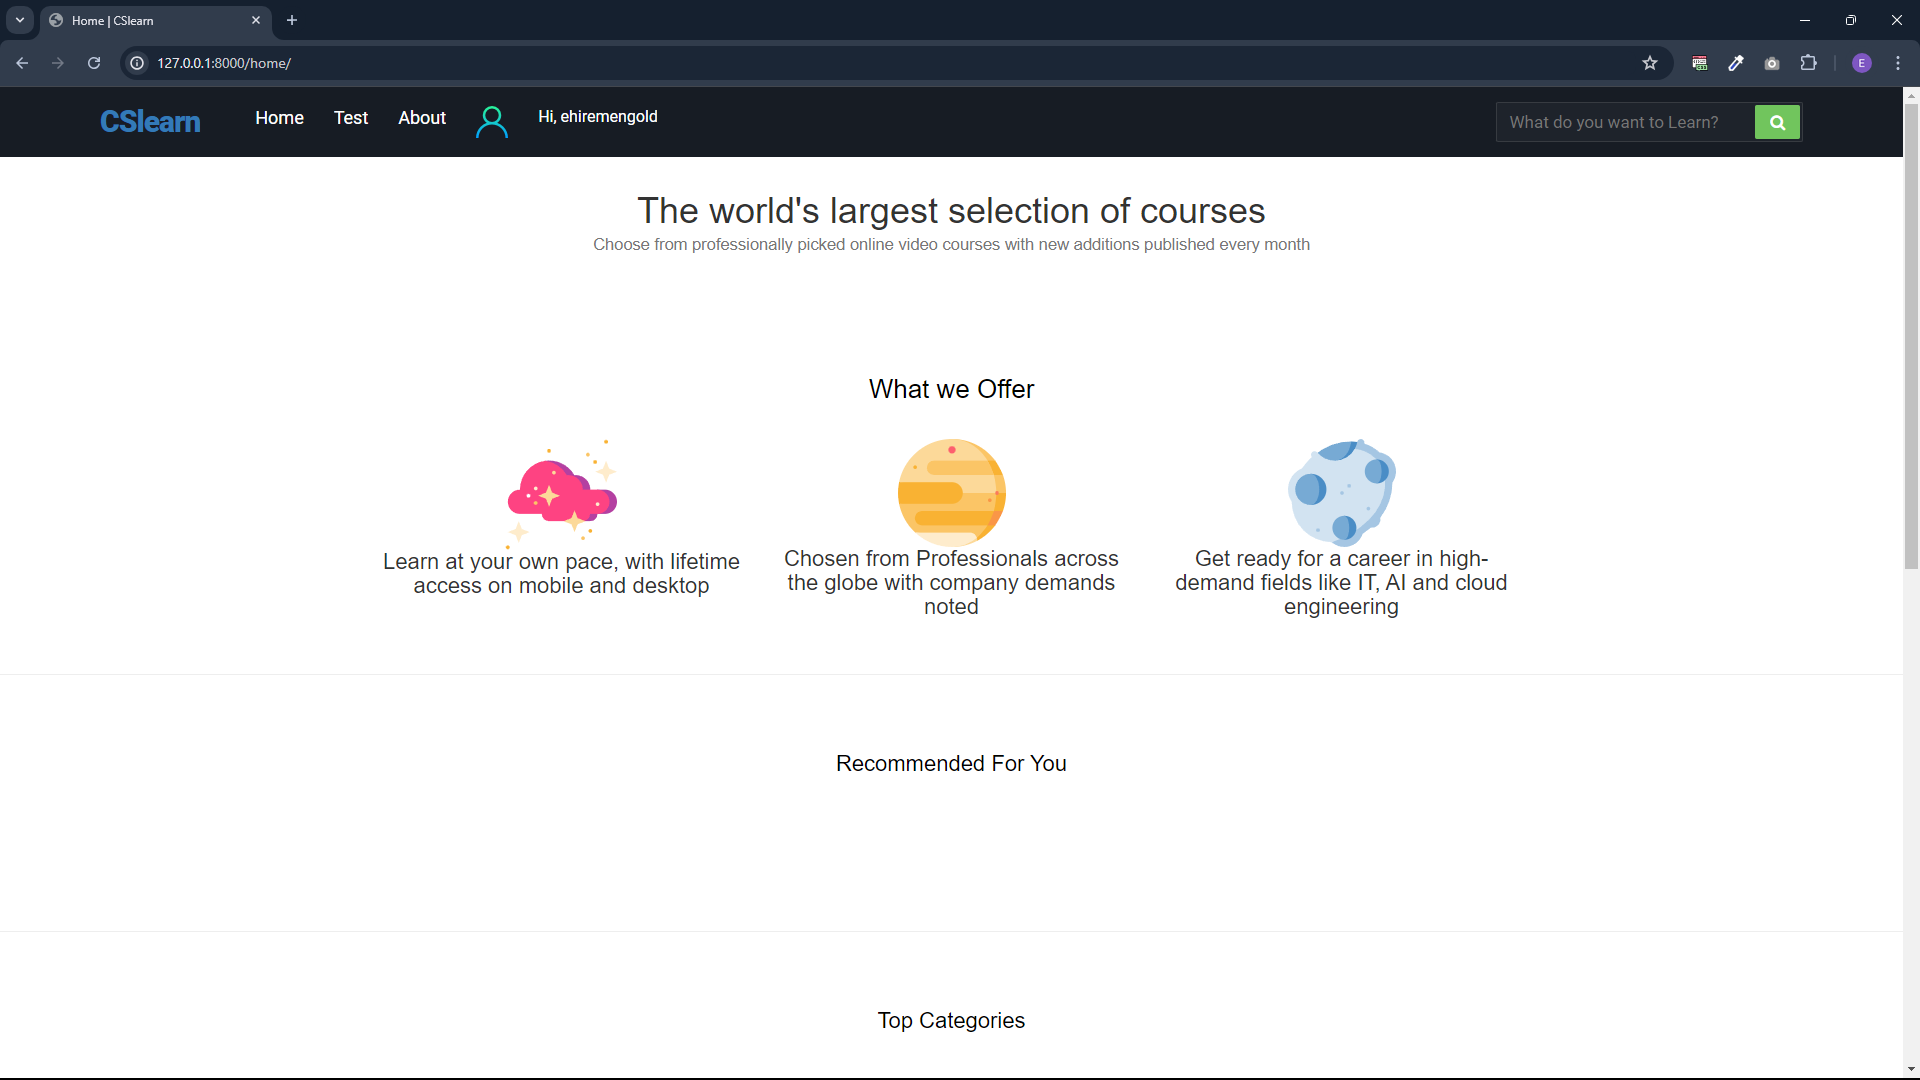 Home | CSlearn
127.0.0.1:8000/home/
E
CSlearn
Home
Test
About
Hi, ehiremengold
What do you want to Learn?
The world's largest selection of courses
Choose from professionally picked online video courses with new additions published every month
What we Offer
Learn at your own pace, with lifetime
access on mobile and desktop
Chosen from Professionals across
the globe with company demands
noted
Get ready for a career in high-
demand fields like IT, AI and cloud
engineering
Recommended For You
Top Categories